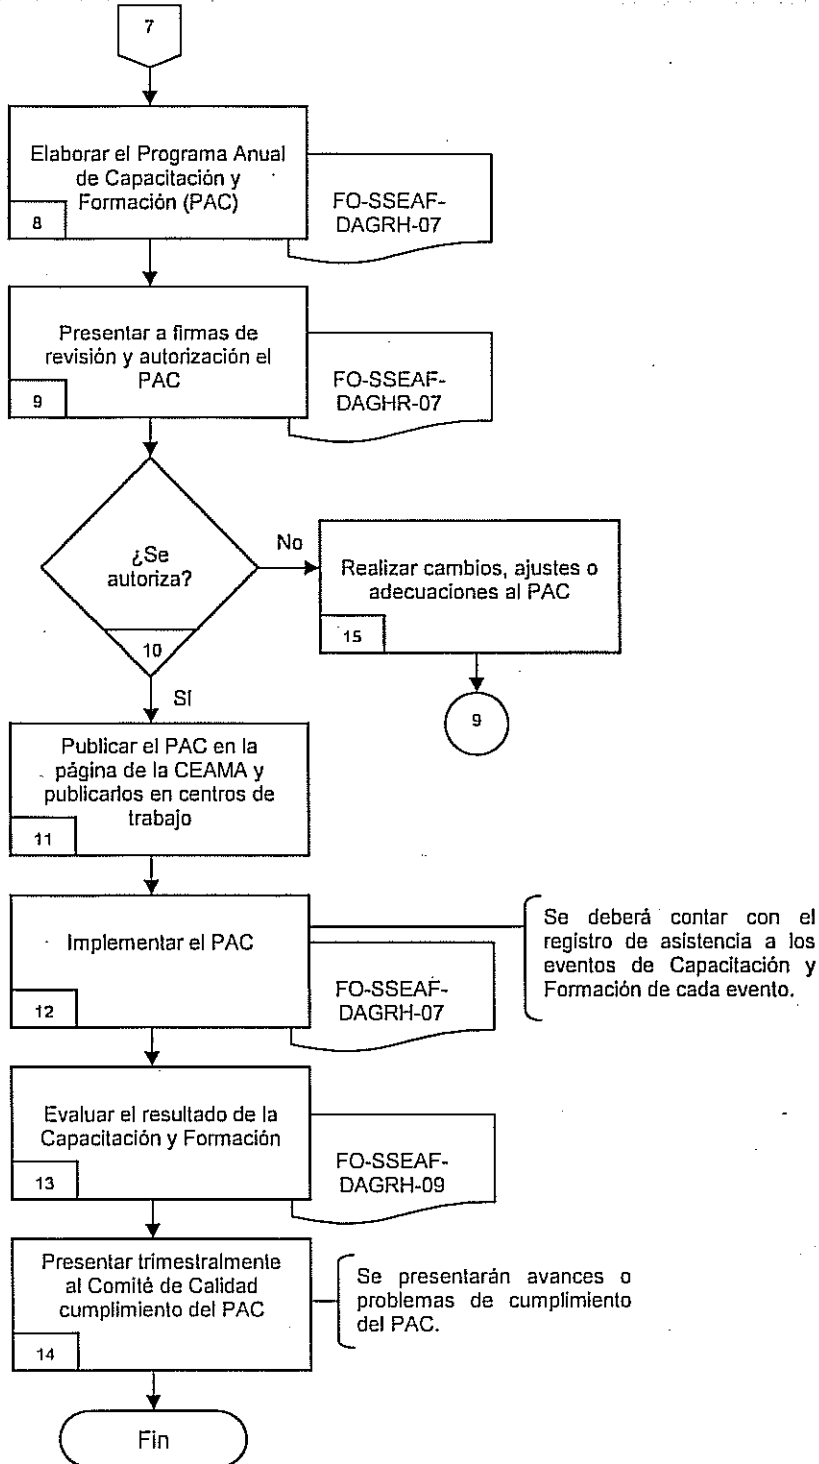 7
Elaborar el Programa Anual
de Capacitación y
Formación (PAC)
8
FO-SSEAF-
DAGRH-07
Presentar a firmas de
revisión y autorización el
PAC
9
FO-SSEAF-
DAGHR-07
¿Se
autoriza?
10
No
Realizar cambios, ajustes o
adecuaciones al PAC
15
9
SÍ
Publicar el PAC en la
página de la CEAMA y
publicarlos en centros de
trabajo
11
Implementar el PAC
12
FO-SSEAF-
DAGRH-07
Se deberá contar con el
registro de asistencia a los
eventos de Capacitación y
Formación de cada evento.
Evaluar el resultado de la
Capacitación y Formación
13
FO-SSEAF-
DAGRH-09
Presentar trimestralmente
al Comité de Calidad
cumplimiento del PAC
14
Se presentarán avances o
problemas de cumplimiento
del PAC.
Fin